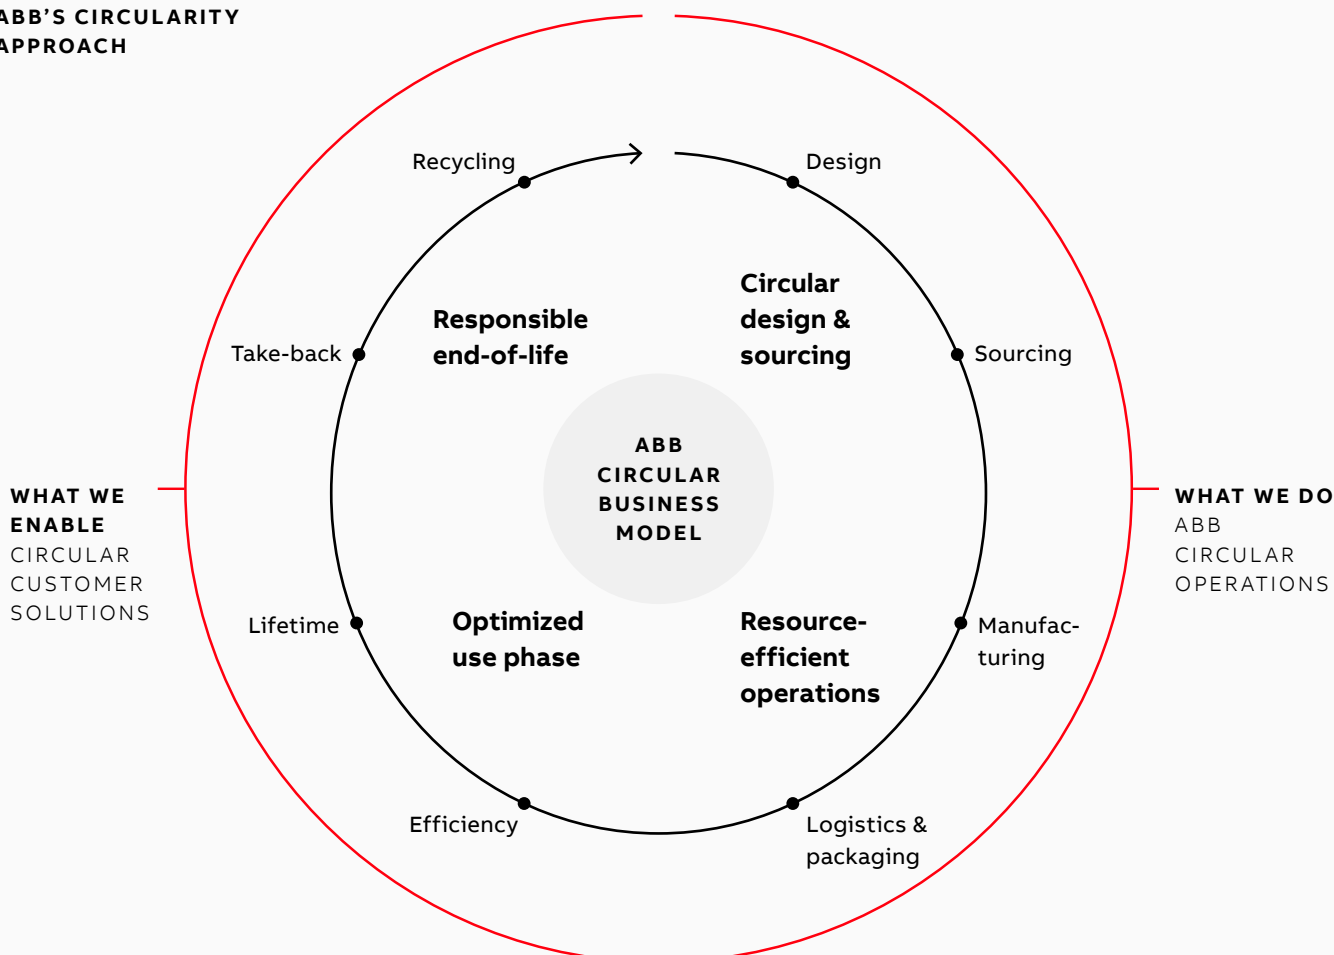 ABB’S CIRCULARITY
APPROACH
Recycling
Design
Circular
design &
sourcing
Responsible
end-of-life
Take-back
Sourcing
ABB
CIRCULAR
BUSINESS
MODEL
WHAT WE
ENABLE
CIRCULAR
CUSTOMER
SOLUTIONS
WHAT WE DO
ABB
CIRCULAR
OPERATIONS
Lifetime
Optimized
use phase
Resource-
efficient
operations
Manufac-
turing
Efficiency
Logistics &
packaging